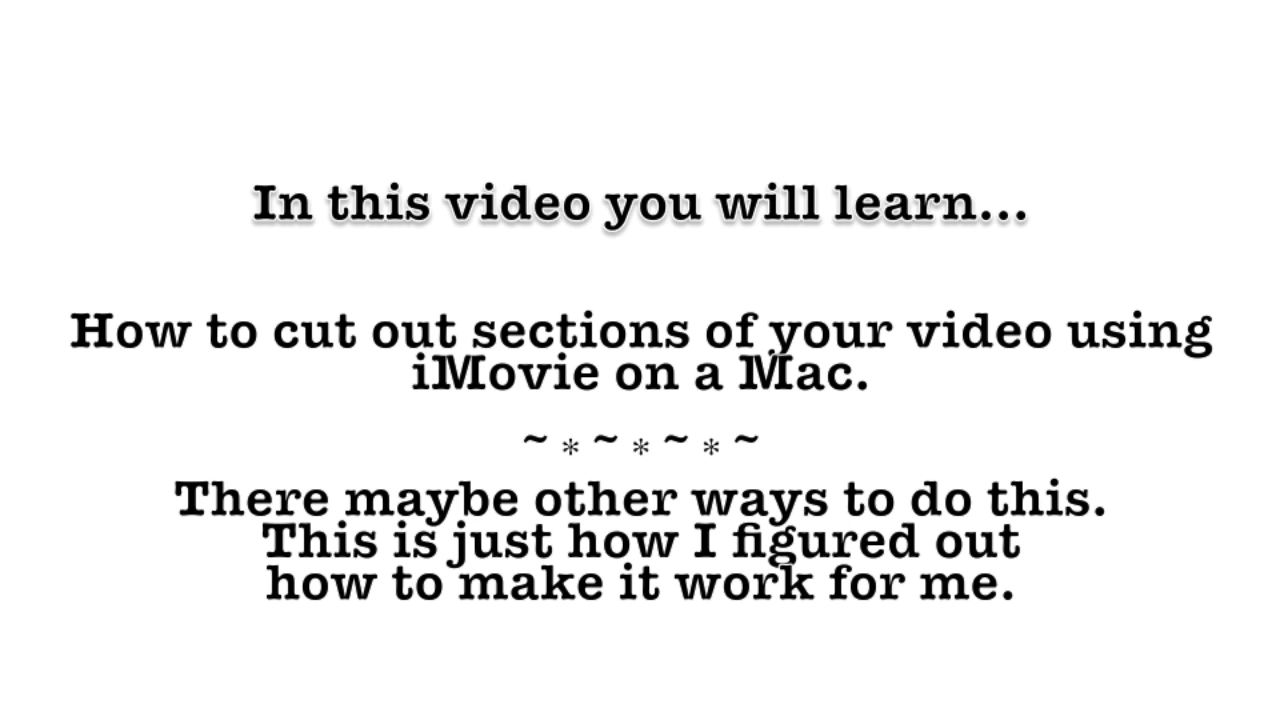 In this video you will learn...
How to cut out sections of your video using
iMovie on a Mac.
~ * ~ * ~ * ~
There maybe other ways to do this.
This is just how I figured out
how to make it work for me.